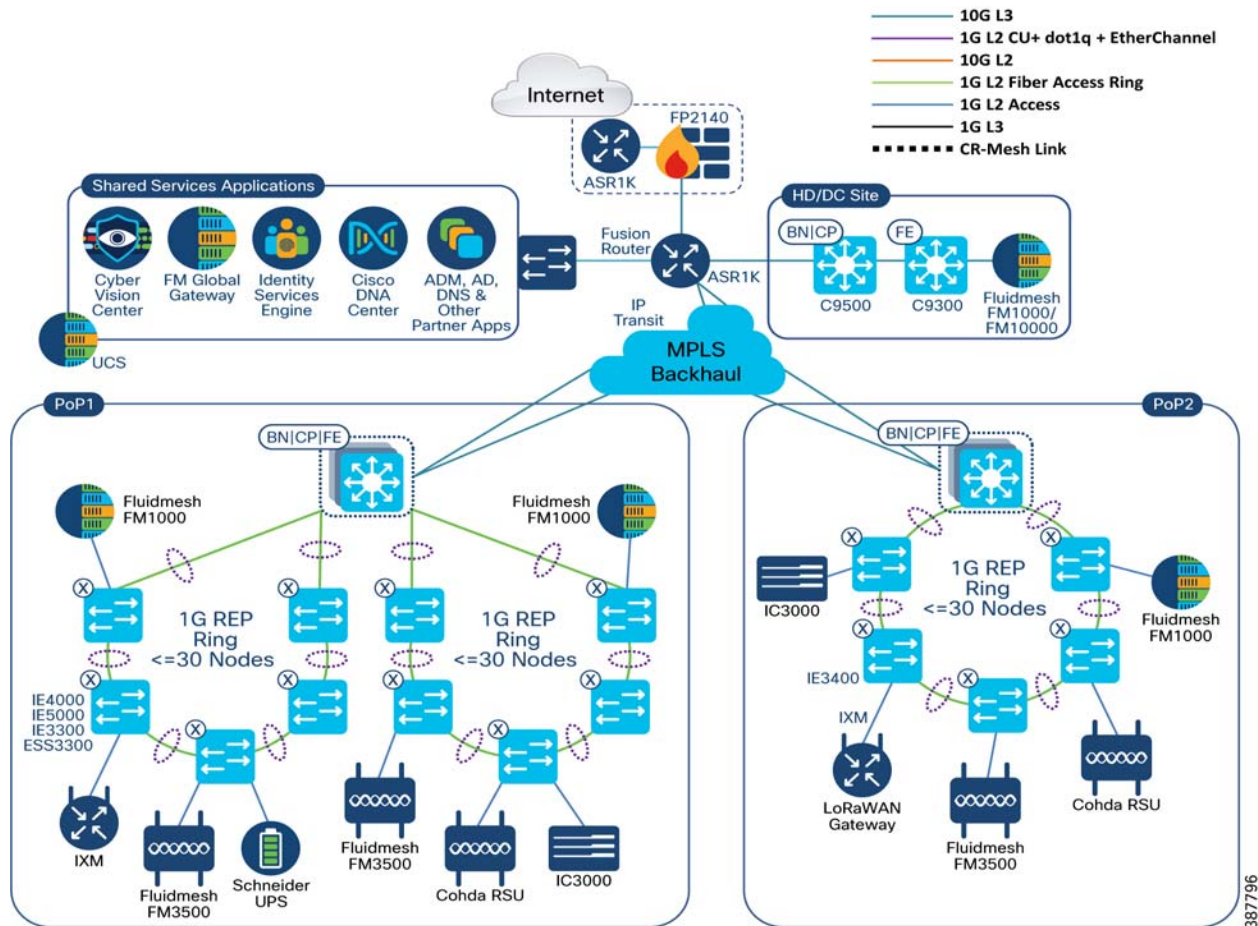 10G L3
1G L2 CU+ dot1q + EtherChannel
10G L2
1G L2 Fiber Access Ring
1G L2 Access
1G L3
CR-Mesh Link
Internet
FP2140
ASR1K
Shared Services Applications
Cyber
Vision
Center
FM Global
Gateway
Identity
Services
Engine
Cisco
DNA
Center
ADM, AD,
DNS &
Other
Partner Apps
UCS
Fusion
Router
ASR1K
IP
Transit
HD/DC Site
BN|CP
FE
C9500
C9300
Fluidmesh
FM1000/
FM10000
MPLS
Backhaul
PoP1
BN|CP|FE
Fluidmesh
FM1000
Fluidmesh
FM1000
X
X
X
X
1G REP
Ring
<=30 Nodes
1G REP
Ring
<=30 Nodes
X
X
X
X
IE4000
IE5000
IE3300
ESS3300
X
X
IXM
Fluidmesh
FM3500
Schneider
UPS
Fluidmesh
FM3500
Cohda RSU
IC3000
PoP2
BN|CP|FE
X
X
IC3000
1G REP
Ring
<=30 Nodes
Fluidmesh
FM1000
X
X
IE3400
X
IXM
LoRaWAN
Gateway
Fluidmesh
FM3500
Cohda RSU
387796